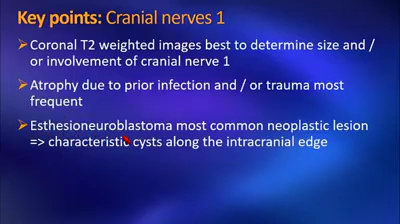 Key points: Cranial nerves 1
Coronal T2 weighted images best to determine size and /
or involvement of cranial nerve 1
Atrophy due to prior infection and / or trauma most
frequent
Esthesioneuroblastoma most common neoplastic lesion
=> characteristic cysts along the intracranial edge